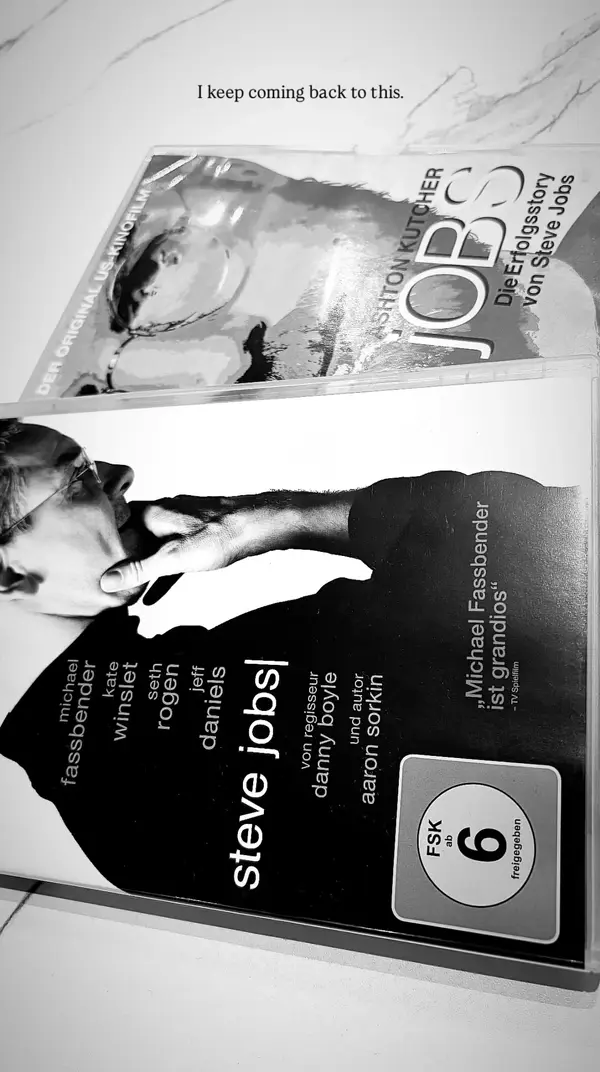 I keep coming back to this.
DER ORIGINAL US-KINOFILM
ASHTON KUTCHER
JOBS
Die Erfolgsstory
von Steve Jobs
michael
fassbender
kate
winslet
seth
rogen
jeff
daniels
steve jobs|
von regisseur
danny boyle
und autor
aaron sorkin
„Michael Fassbender
ist grandios“
– TV Spielfilm
FSK
ab
6
freigegeben